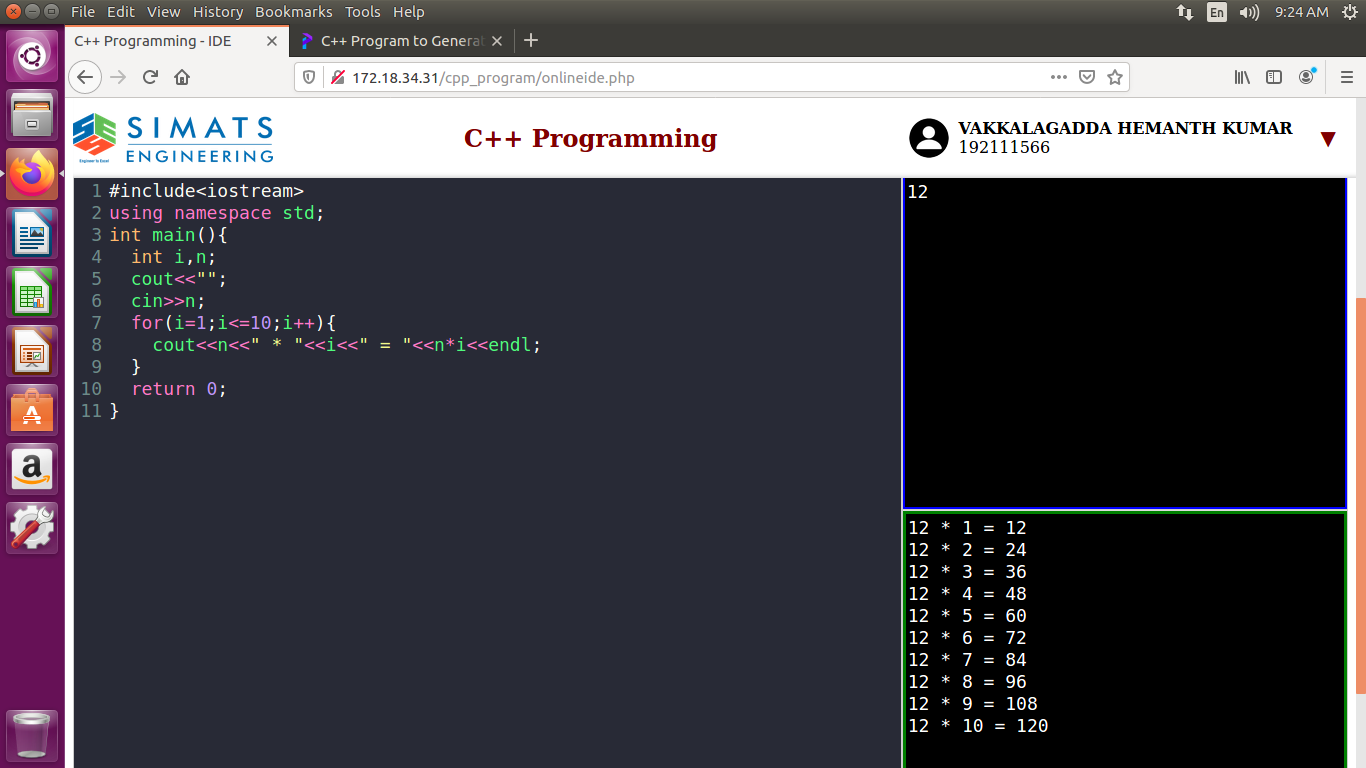 File Edit View History Bookmarks Tools Help
En
9:24 AM
C++ Programming - IDE
C++ Program to Genera
172.18.34.31/cpp_program/onlineide.php
SIMATS
ENGINEERING
Engineer to Excel
C++ Programming
VAKKALAGADDA HEMANTH KUMAR
192111566
1 #include<iostream>
2 using namespace std;
3 int main(){
4 int i,n;
5 cout<<"";
6 cin>>n;
7 for(i=1;i<=10;i++){
8 cout<<n<<" * "<<i<<" = "<<n*i<<endl;
9 }
10 return 0;
11 }
12
12 * 1 = 12
12 * 2 = 24
12 * 3 = 36
12 * 4 = 48
12 * 5 = 60
12 * 6 = 72
12 * 7 = 84
12 * 8 = 96
12 * 9 = 108
12 * 10 = 120